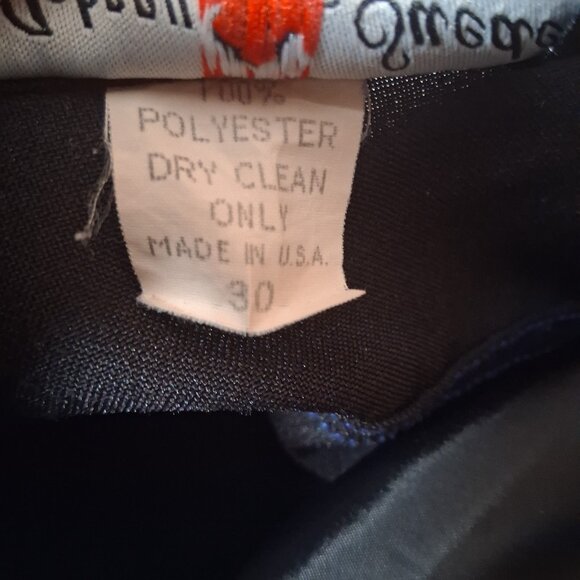 100%
POLYESTER
DRY CLEAN
ONLY
MADE IN U.S.A.
30